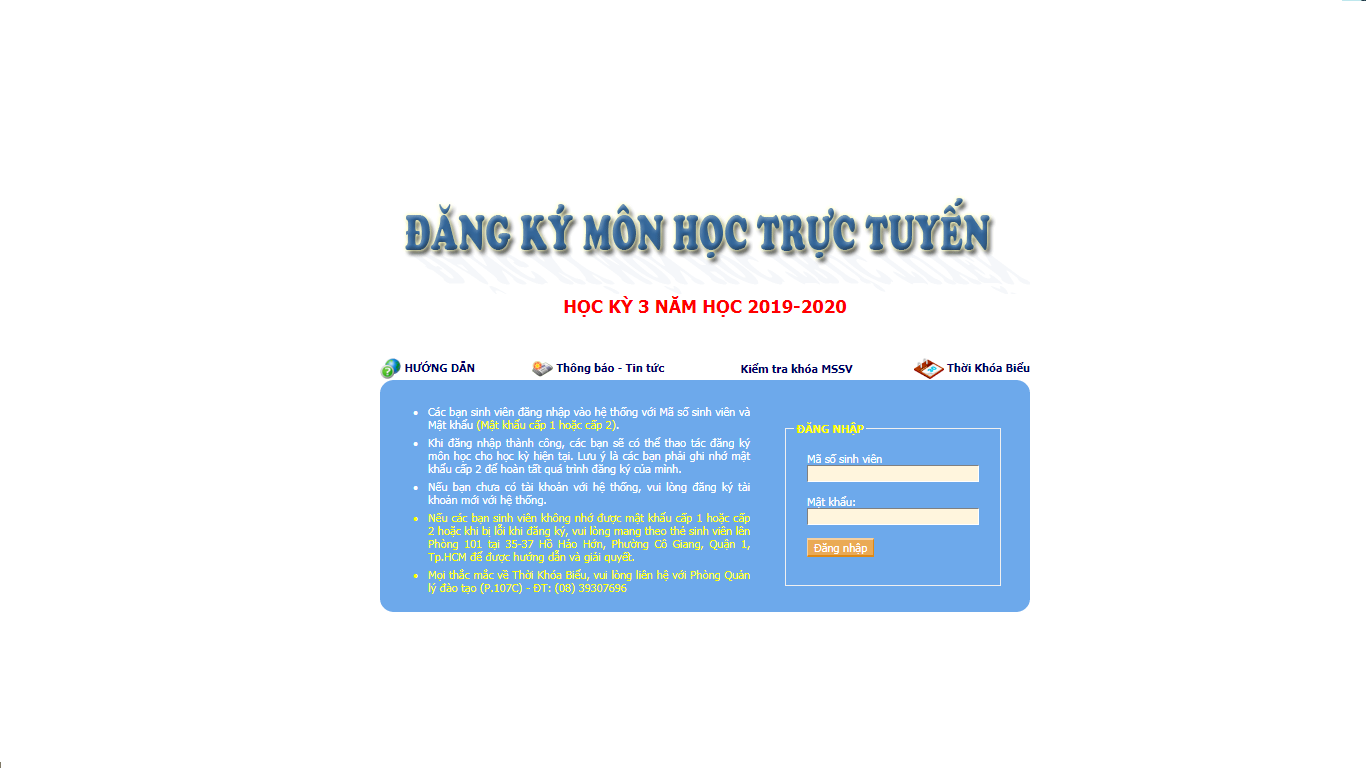 ĐĂNG KÝ MÔN HỌC TRỰC TUYẾN
HỌC KỲ 3 NĂM HỌC 2019-2020
HƯỚNG DẪN
Thông báo - Tin tức
Kiểm tra khóa MSSV
Thời Khóa Biểu
Các bạn sinh viên đăng nhập vào hệ thống với Mã số sinh viên và
Mật khẩu (Mật khẩu cấp 1 hoặc cấp 2).
Khi đăng nhập thành công, các bạn sẽ có thể thao tác đăng ký
môn học cho học kỳ hiện tại. Lưu ý là các bạn phải ghi nhớ mật
khẩu cấp 2 để hoàn tất quá trình đăng ký của mình.
Nếu bạn chưa có tài khoản với hệ thống, vui lòng đăng ký tài
khoản mới với hệ thống.
Nếu các bạn sinh viên không nhớ được mật khẩu cấp 1 hoặc cấp
2 hoặc khi bị lỗi khi đăng ký, vui lòng mang theo thẻ sinh viên lên
Phòng 101 tại 35-37 Hồ Hảo Hớn, Phường Cô Giang, Quận 1,
Tp.HCM để được hướng dẫn và giải quyết.
Mọi thắc mắc về Thời Khóa Biểu, vui lòng liên hệ với Phòng Quản
lý đào tạo (P.107C) - ĐT: (08) 39307696
ĐĂNG NHẬP
Mã số sinh viên
Mật khẩu:
Đăng nhập